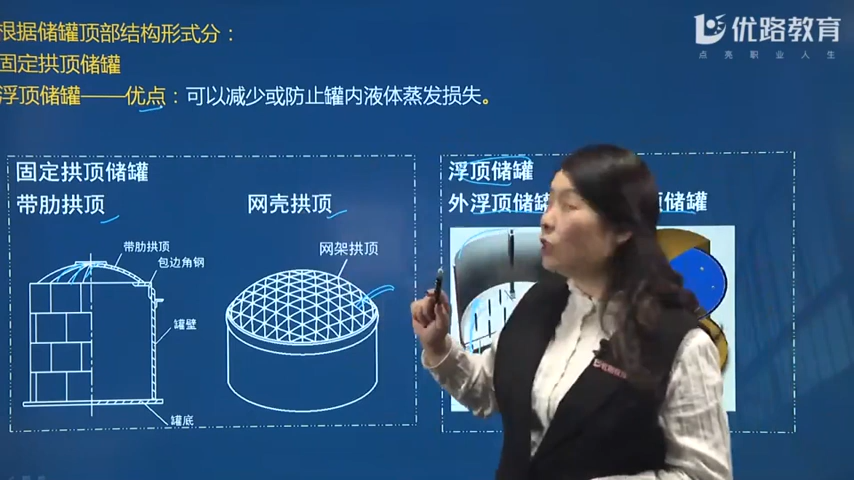 优路教育
点亮职业人生
根据储罐顶部结构形式分：
固定拱顶储罐
浮顶储罐——优点：可以减少或防止罐内液体蒸发损失。
固定拱顶储罐
带肋拱顶
网壳拱顶
带肋拱顶
包边角钢
罐壁
罐底
网架拱顶
浮顶储罐
外浮顶储罐
顶储罐